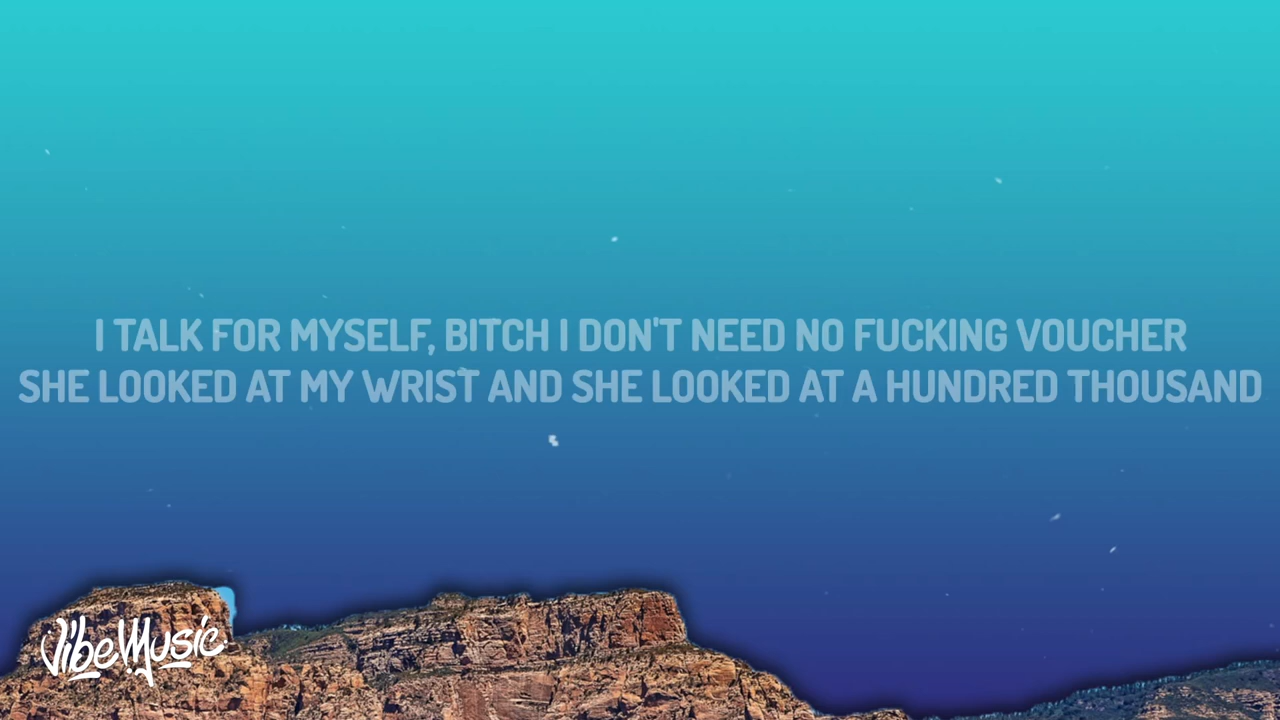 I TALK FOR MYSELF, BITCH I DON'T NEED NO FUCKING VOUCHER
SHE LOOKED AT MY WRIST AND SHE LOOKED AT A HUNDRED THOUSAND
VibeMusic